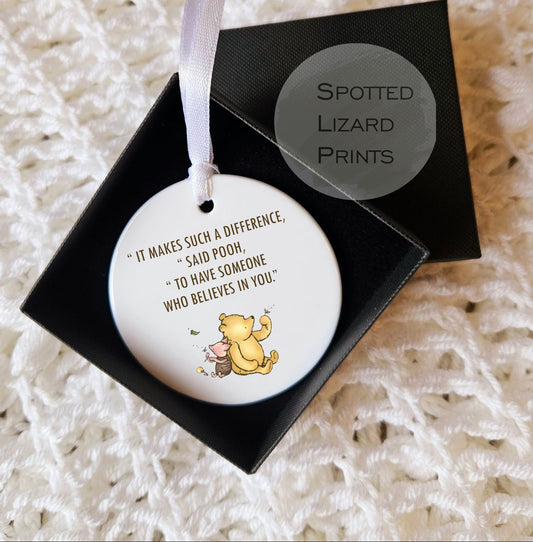 “ IT MAKES SUCH A DIFFERENCE,
“ SAID POOH,
“ TO HAVE SOMEONE
WHO BELIEVES IN YOU.”
SPOTTED
LIZARD
PRINTS